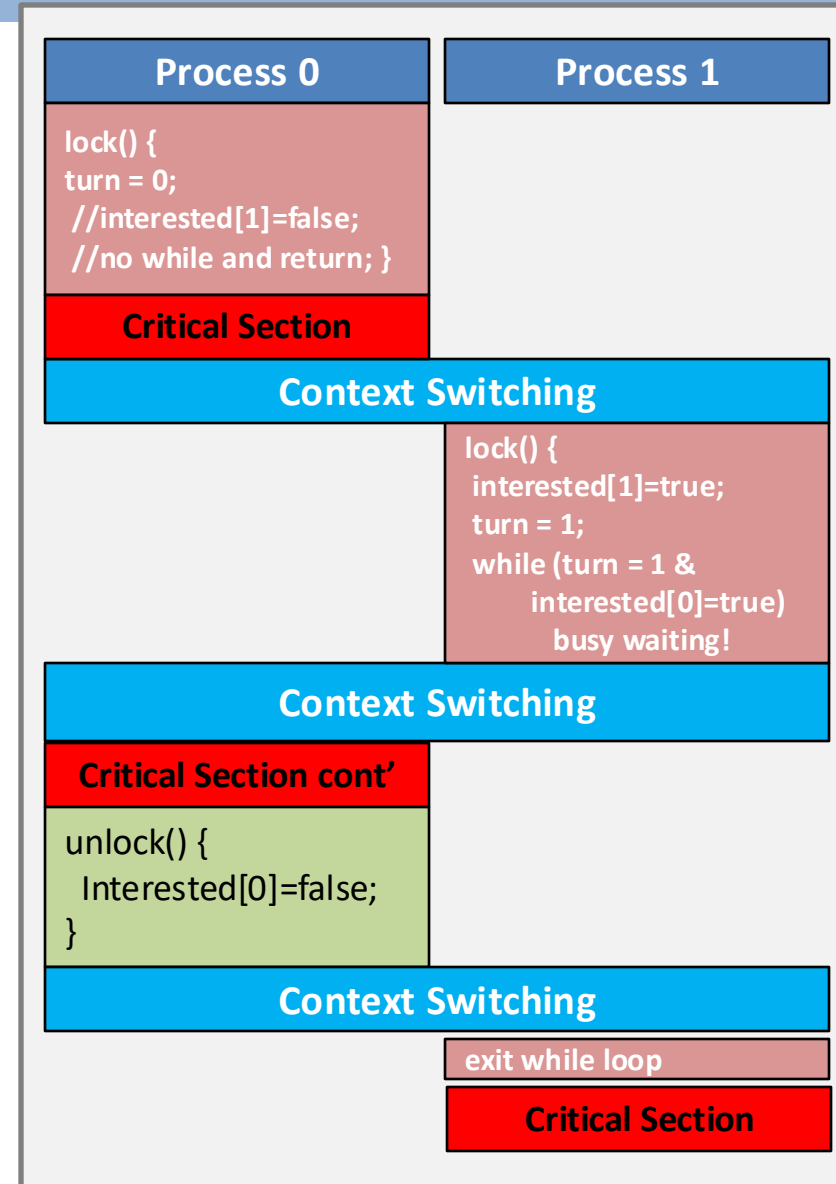 Process 0
Process 1
lock() {
turn = 0;
//interested[1]=false;
//no while and return; }
Critical Section
Context Switching
lock() {
interested[1]=true;
turn = 1;
while (turn = 1 &
interested[0]=true)
busy waiting!
Context Switching
Critical Section cont’
unlock() {
Interested[0]=false;
}
Context Switching
exit while loop
Critical Section